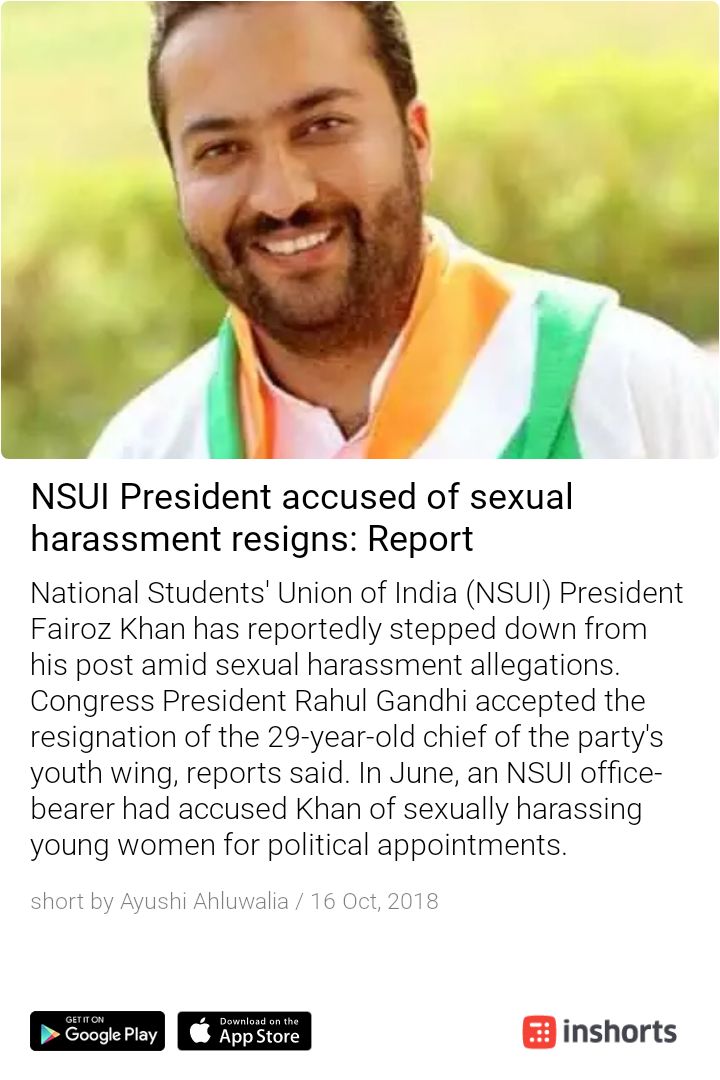 NSUI President accused of sexual
harassment resigns: Report
National Students' Union of India (NSUI) President
Fairoz Khan has reportedly stepped down from
his post amid sexual harassment allegations.
Congress President Rahul Gandhi accepted the
resignation of the 29-year-old chief of the party's
youth wing, reports said. In June, an NSUI office-
bearer had accused Khan of sexually harassing
young women for political appointments.
short by Ayushi Ahluwalia / 16 Oct, 2018
GET IT ON
Google Play
Download on the
App Store
inshorts